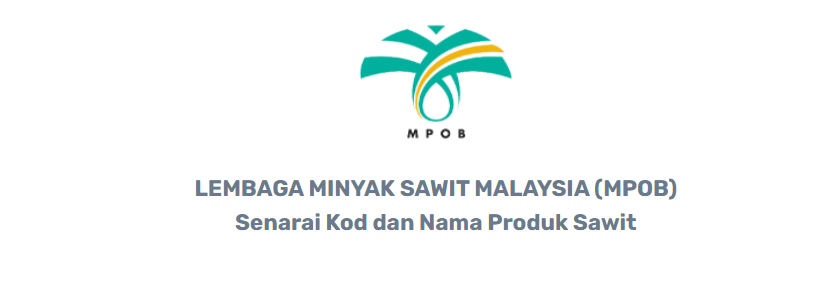 MPOB
LEMBAGA MINYAK SAWIT MALAYSIA (MPOB)
Senarai Kod dan Nama Produk Sawit